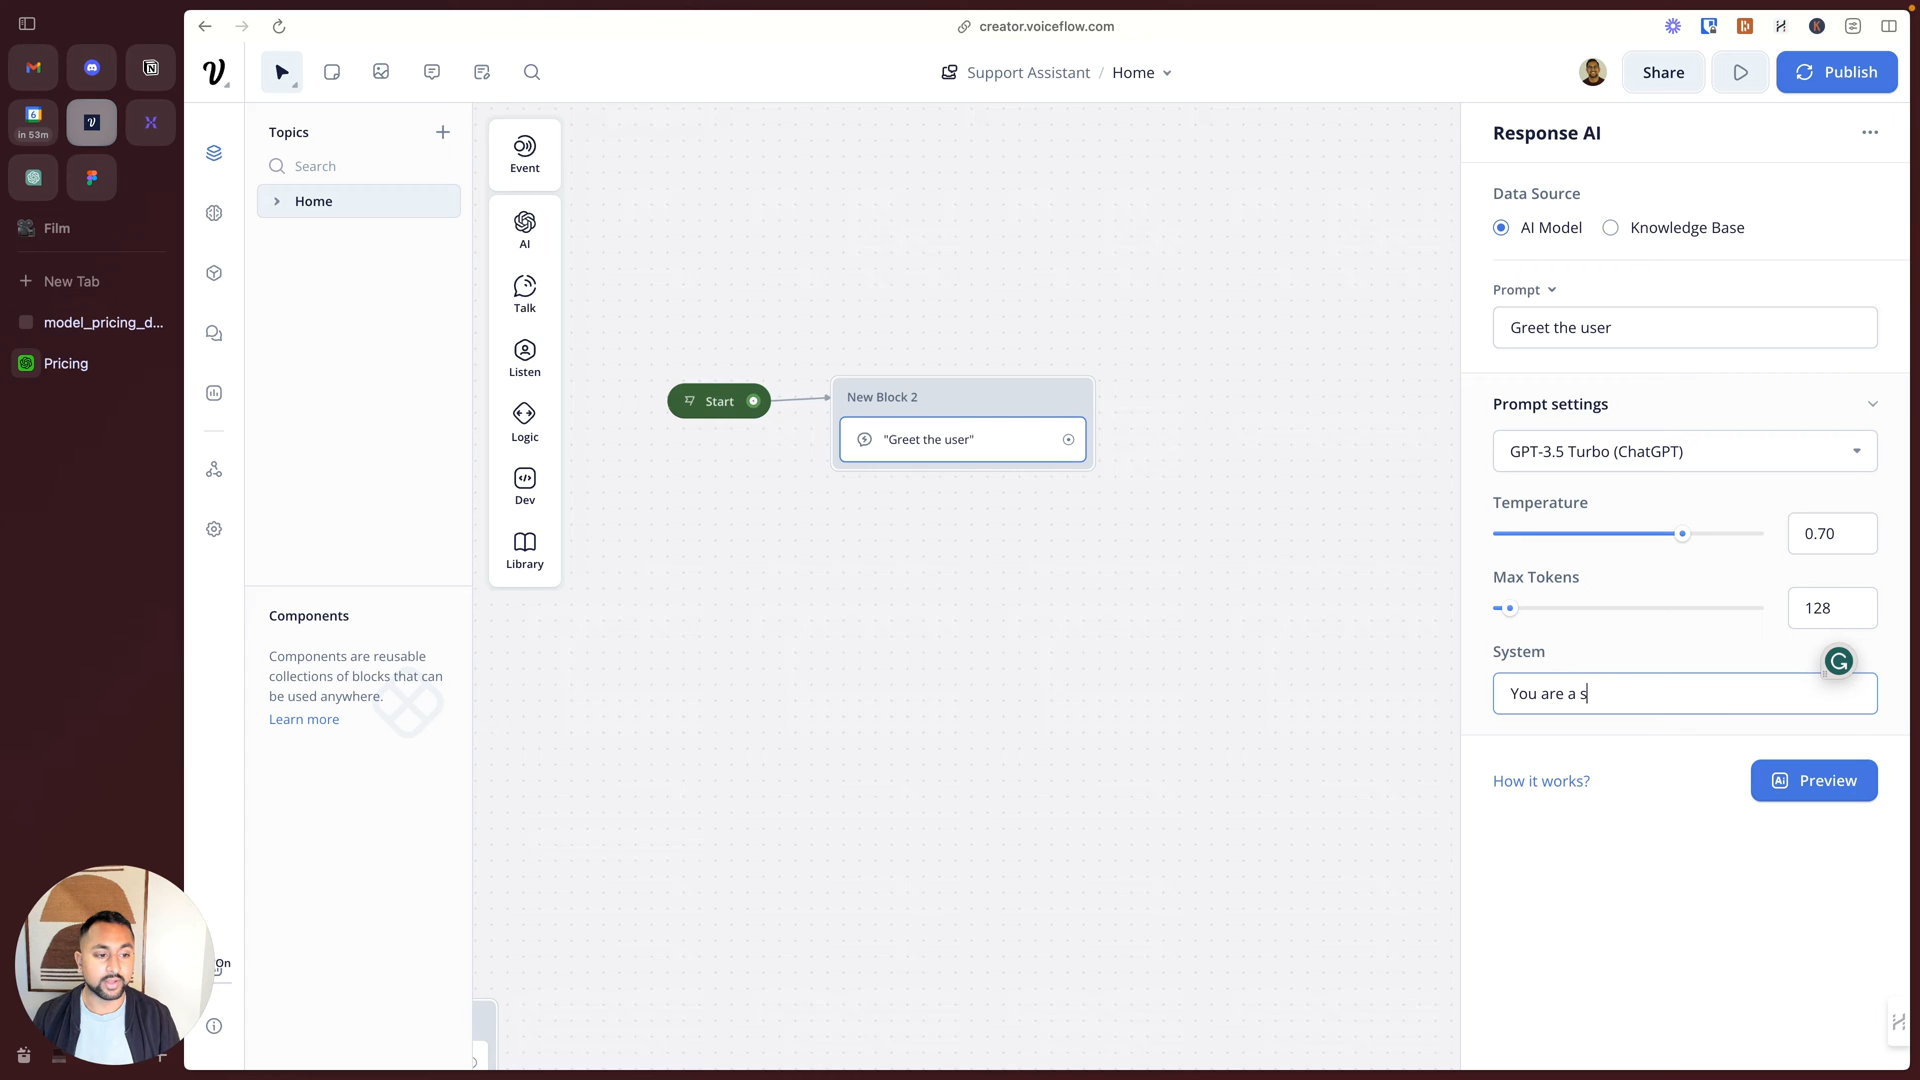 creator.voiceflow.com
Support Assistant / Home
Share
Publish
6
in 53m
Film
New Tab
model_pricing_d...
Pricing
Topics
Search
Home
Event
AI
Talk
Listen
Logic
Dev
Library
Start
New Block 2
"Greet the user"
Components
Components are reusable
collections of blocks that can
be used anywhere.
Learn more
On
Response AI
Data Source
AI Model
Knowledge Base
Prompt
Greet the user
Prompt settings
GPT-3.5 Turbo (ChatGPT)
Temperature
0.70
Max Tokens
128
System
You are a s
How it works?
Ai Preview